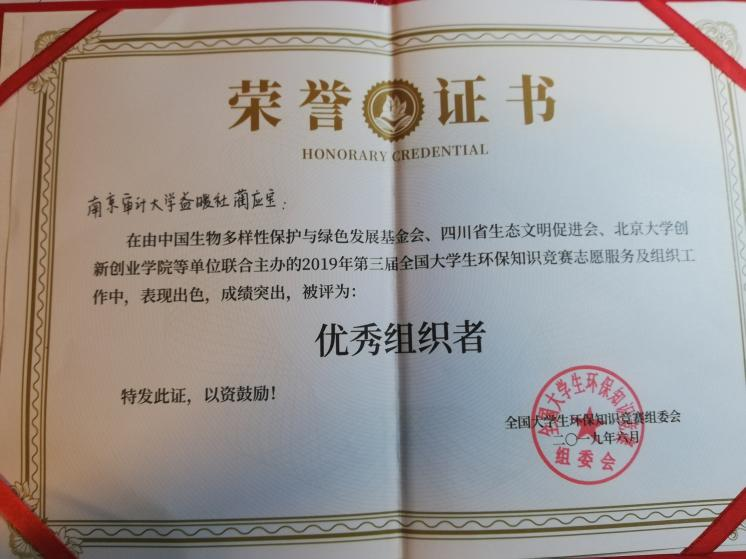 荣誉证书
HONORARY CREDENTIAL
南京审计大学益暖社 蔺应宝：
在由中国生物多样性保护与绿色发展基金会、四川省生态文明促进会、北京大学创
新创业学院等单位联合主办的2019年第三届全国大学生环保知识竞赛志愿服务及组织工
作中，表现出色，成绩突出，被评为：
优秀组织者
特发此证，以资鼓励！
全国大学生环保知识竞赛组委会
二〇一九年六月
全国大学生环保知识竞赛
组委会